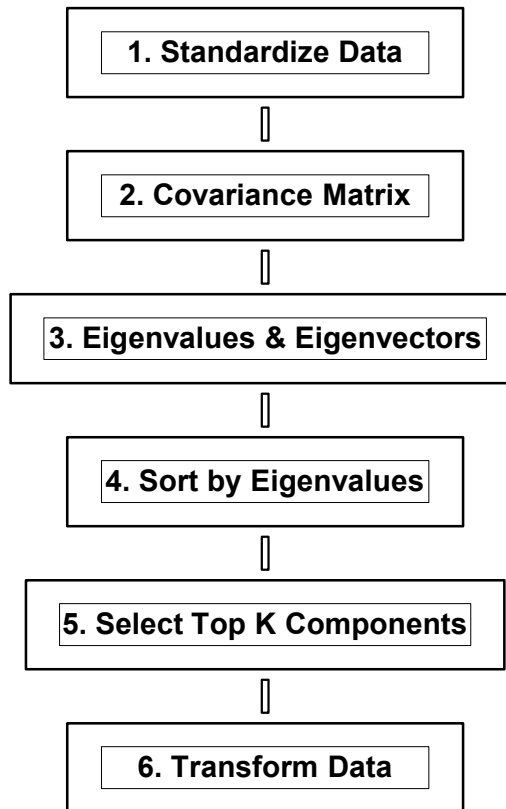 1. Standardize Data
2. Covariance Matrix
3. Eigenvalues & Eigenvectors
4. Sort by Eigenvalues
5. Select Top K Components
6. Transform Data